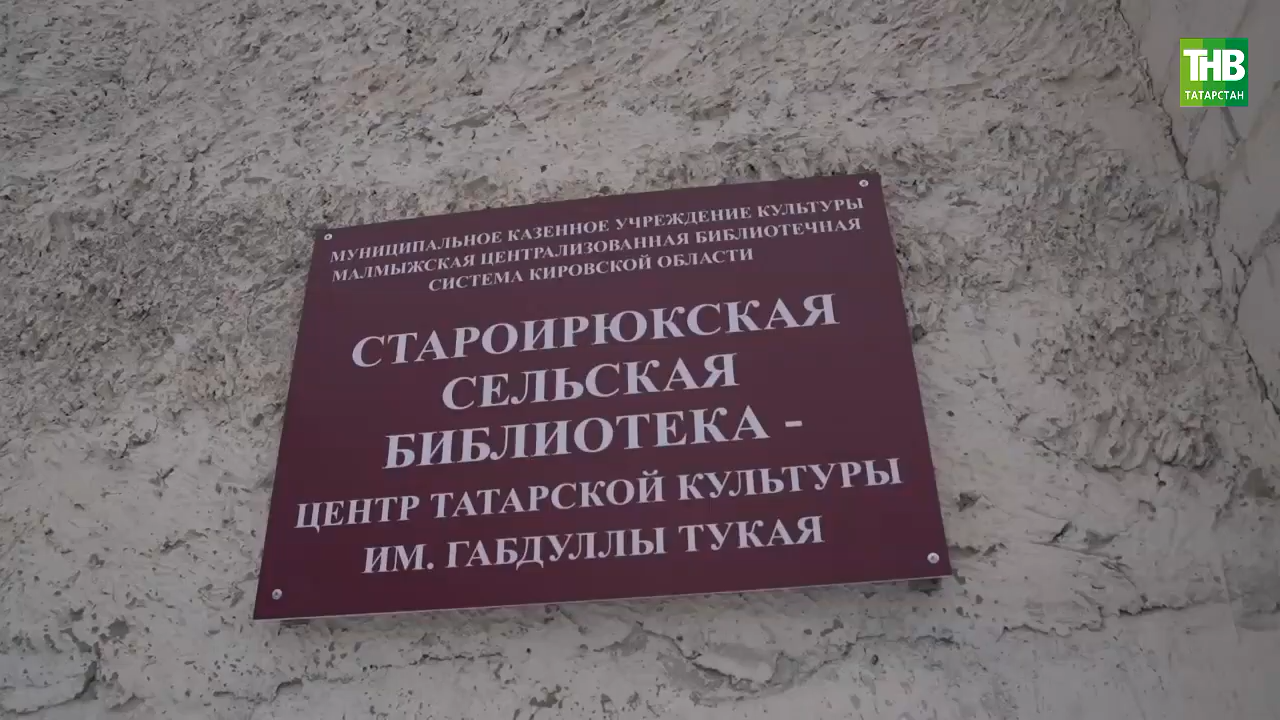 ТНВ
ТАТАРСТАН
МУНИЦИПАЛЬНОЕ КАЗЕННОЕ УЧРЕЖДЕНИЕ КУЛЬТУРЫ
МАЛМЫЖСКАЯ ЦЕНТРАЛИЗОВАННАЯ БИБЛИОТЕЧНАЯ
СИСТЕМА КИРОВСКОЙ ОБЛАСТИ
СТАРОИРЮКСКАЯ
СЕЛЬСКАЯ
БИБЛИОТЕКА -
ЦЕНТР ТАТАРСКОЙ КУЛЬТУРЫ
ИМ. ГАБДУЛЛЫ ТУКАЯ